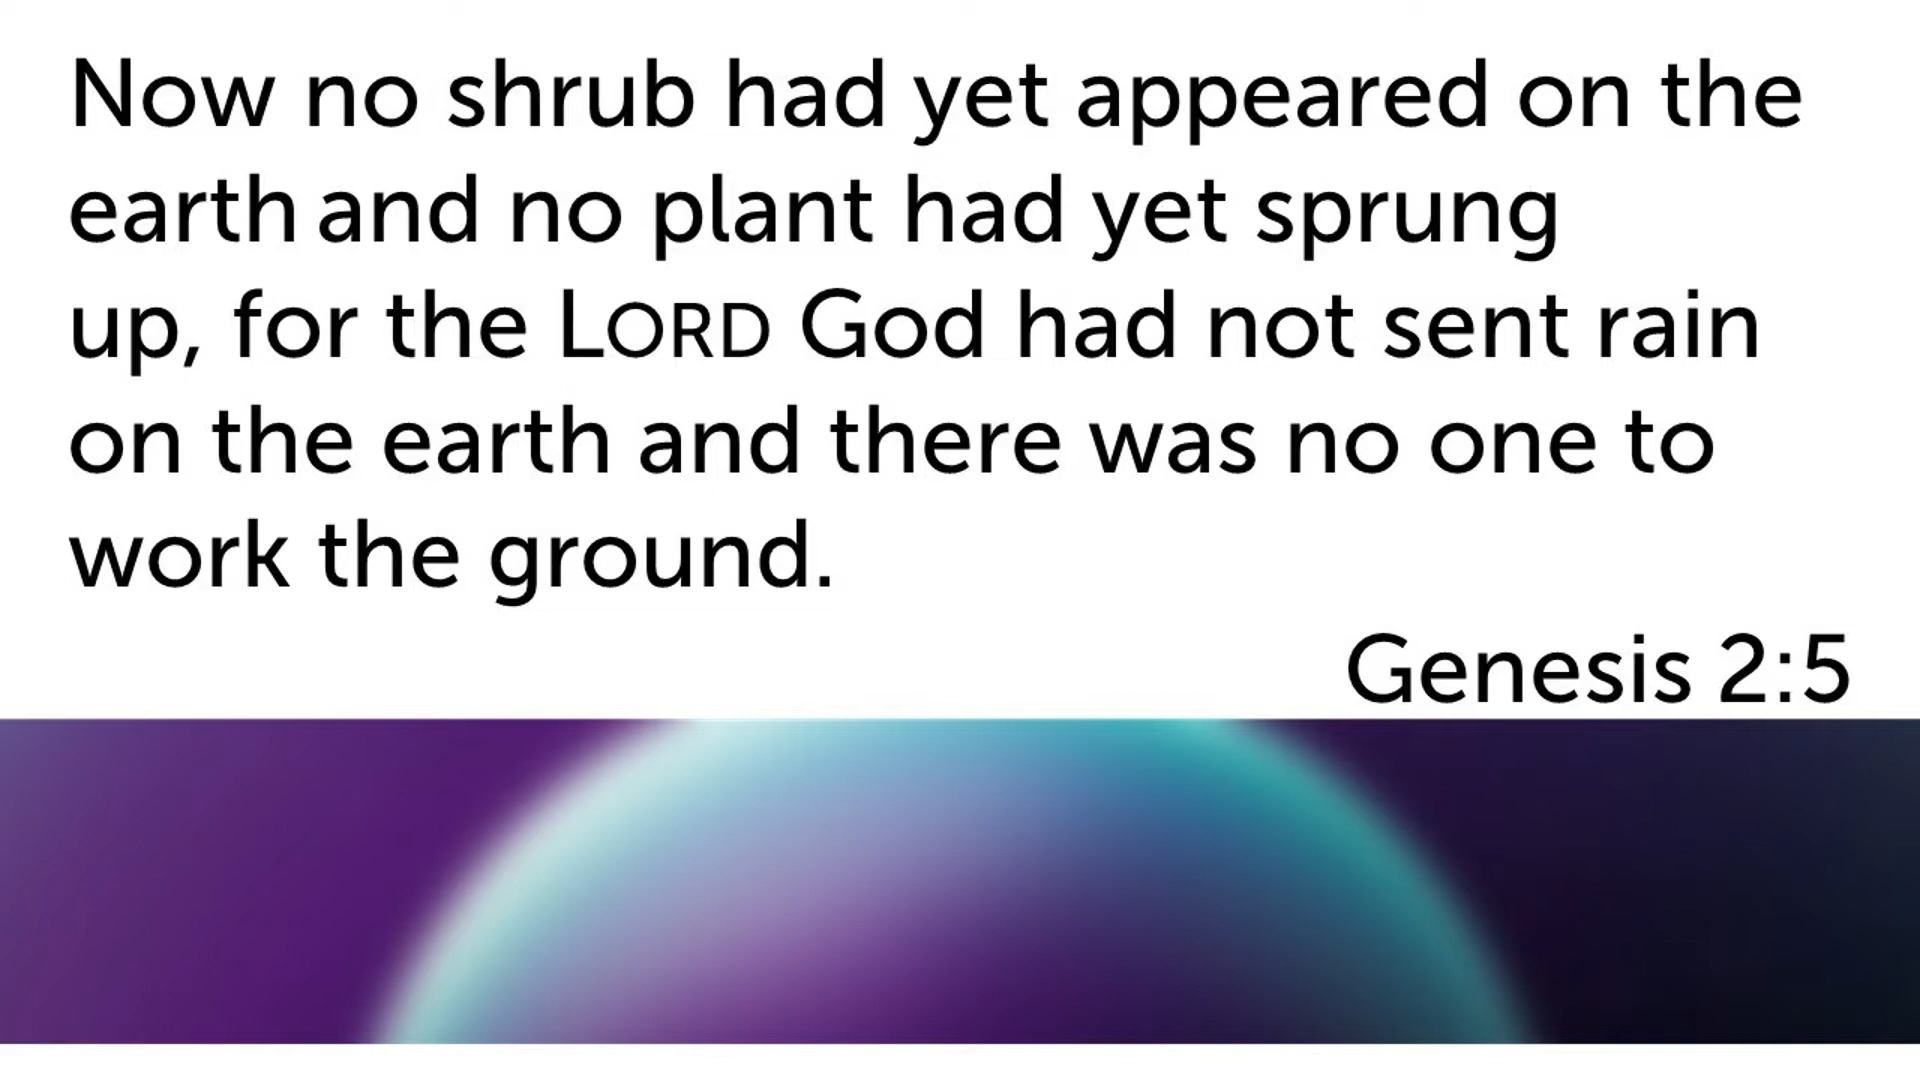 Now no shrub had yet appeared on the
earth and no plant had yet sprung
up, for the LORD God had not sent rain
on the earth and there was no one to
work the ground.
Genesis 2:5